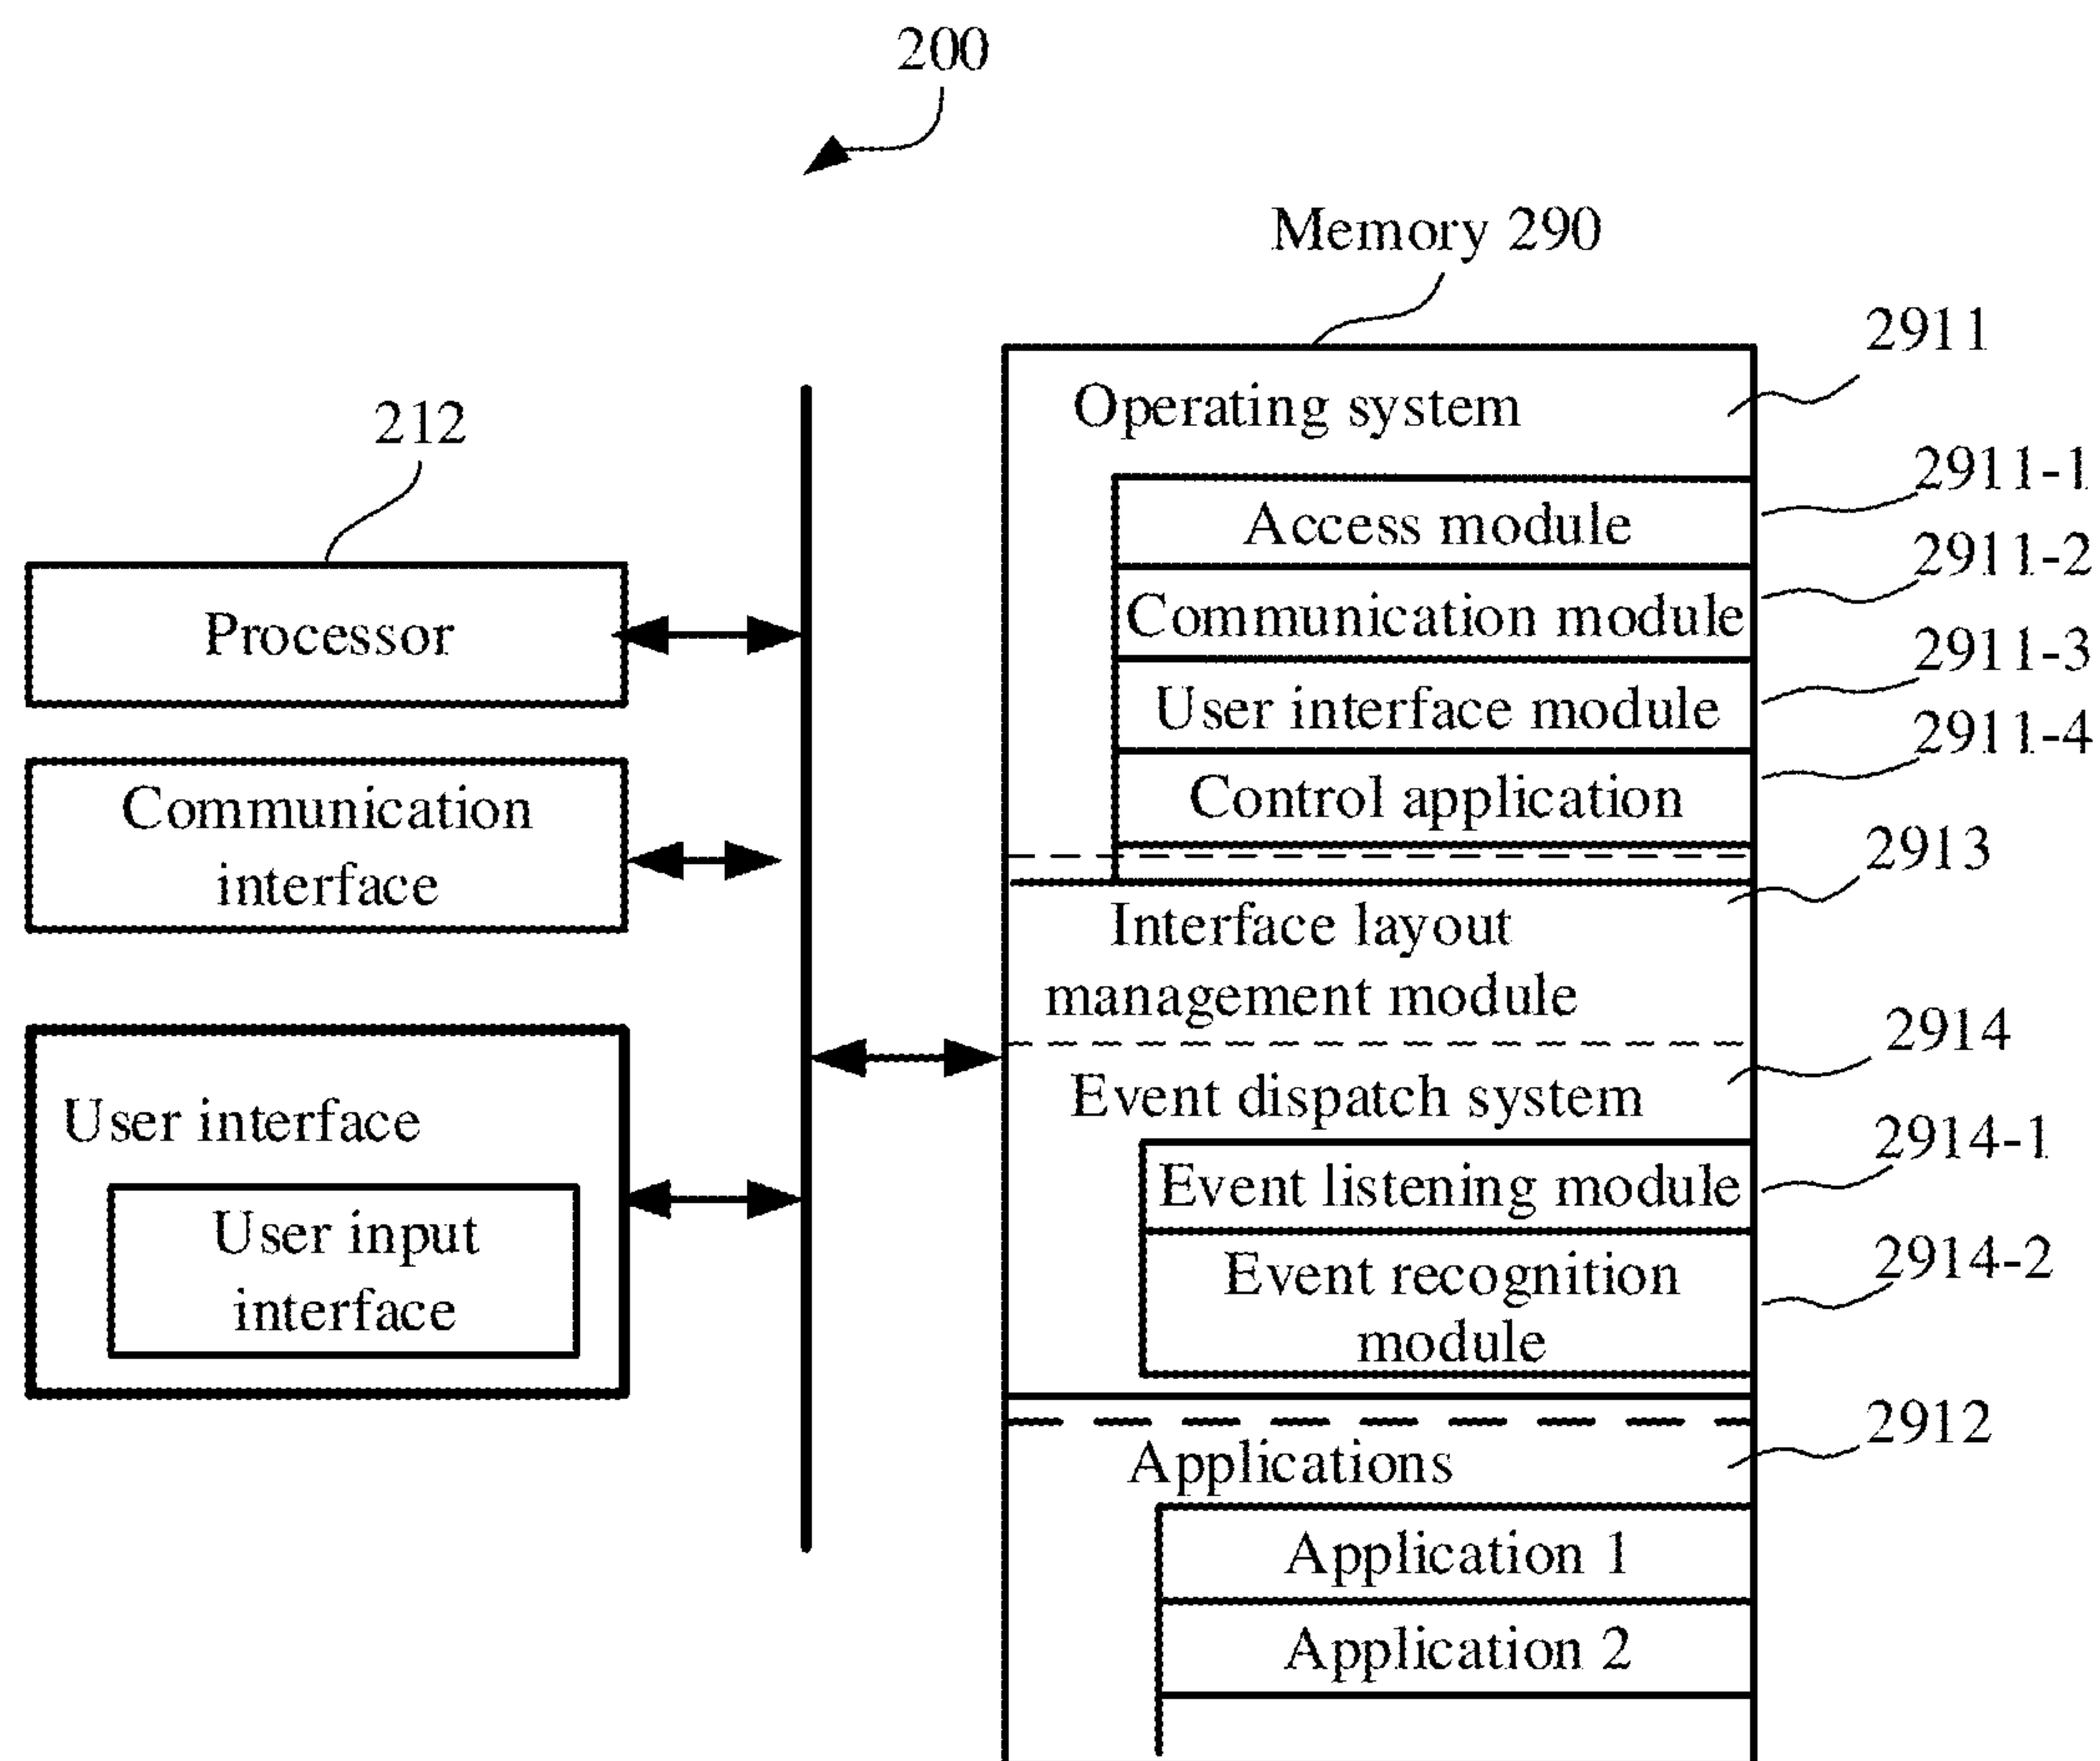 200
Memory 290
2911
Operating system
212
2911-1
Access module
2911-2
Communication module
Processor
2911-3
User interface module
2911-4
Control application
Communication
interface
2913
Interface layout
management module
2914
Event dispatch system
User interface
2914-1
Event listening module
User input
interface
2914-2
Event recognition
module
2912
Applications
Application 1
Application 2